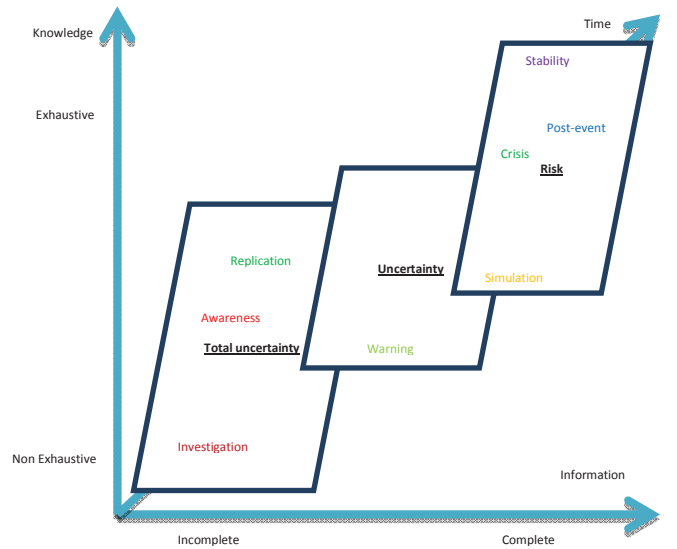 Knowledge
Time
Stability
Exhaustive
Post-event
Crisis
Risk
Replication
Uncertainty
Simulation
Awareness
Total uncertainty
Warning
Investigation
Non Exhaustive
Information
Incomplete
Complete